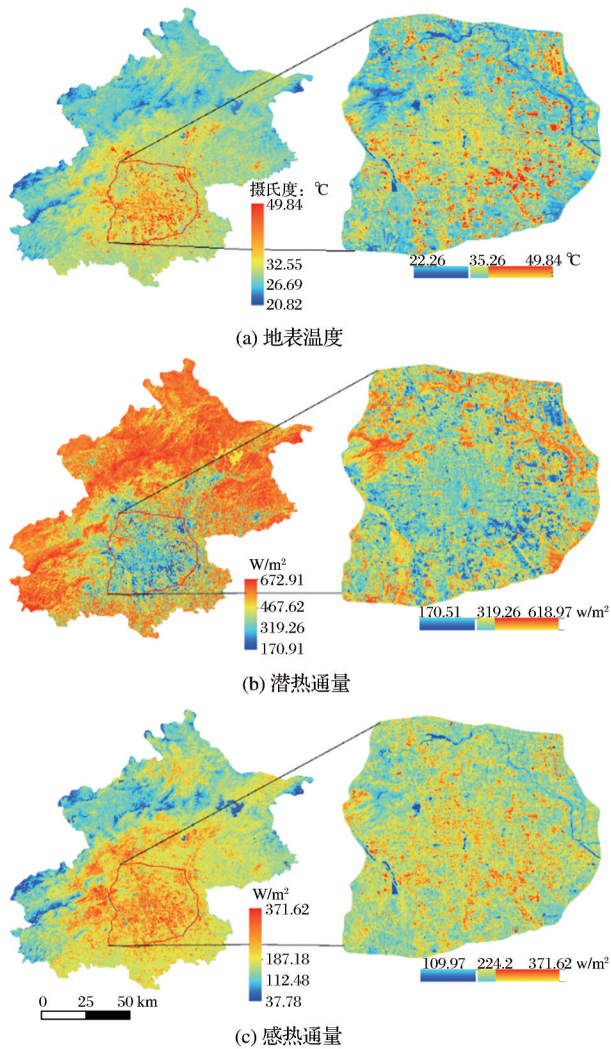 摄氏度：℃
49.84
32.55
26.69
20.82
22.26 35.26 49.84 ℃
(a) 地表温度
W/m²
672.91
467.62
319.26
170.91
170.51 319.26 618.97 w/m²
(b) 潜热通量
W/m²
371.62
187.18
112.48
37.78
109.97 224.2 371.62 w/m²
0 25 50 km
(c) 感热通量